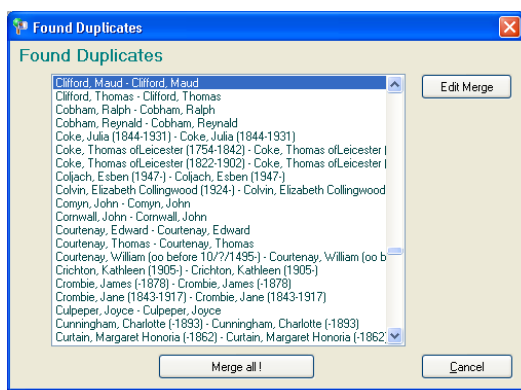 Found Duplicates
Found Duplicates
Clifford, Maud - Clifford, Maud
Edit Merge
Clifford, Thomas - Clifford, Thomas
Cobham, Ralph - Cobham, Ralph
Cobham, Reynald - Cobham, Reynald
Coke, Julia (1844-1931) - Coke, Julia (1844-1931)
Coke, Thomas ofLeicester (1754-1842) - Coke, Thomas ofLeicester (
Coke, Thomas ofLeicester (1822-1902) - Coke, Thomas ofLeicester (
Coljach, Esben (1947-) - Coljach, Esben (1947-)
Colvin, Elizabeth Collingwood (1924-) - Colvin, Elizabeth Collingwood
Comyn, John - Comyn, John
Cornwall, John - Cornwall, John
Courtenay, Edward - Courtenay, Edward
Courtenay, Thomas - Courtenay, Thomas
Courtenay, William (oo before 10/?/1495-) - Courtenay, William (oo b
Crichton, Kathleen (1905-) - Crichton, Kathleen (1905-)
Crombie, James (-1878) - Crombie, James (-1878)
Crombie, Jane (1843-1917) - Crombie, Jane (1843-1917)
Culpeper, Joyce - Culpeper, Joyce
Cunningham, Charlotte (-1893) - Cunningham, Charlotte (-1893)
Curtain, Margaret Honoria (-1862) - Curtain, Margaret Honoria (-1862)
Merge all !
Cancel